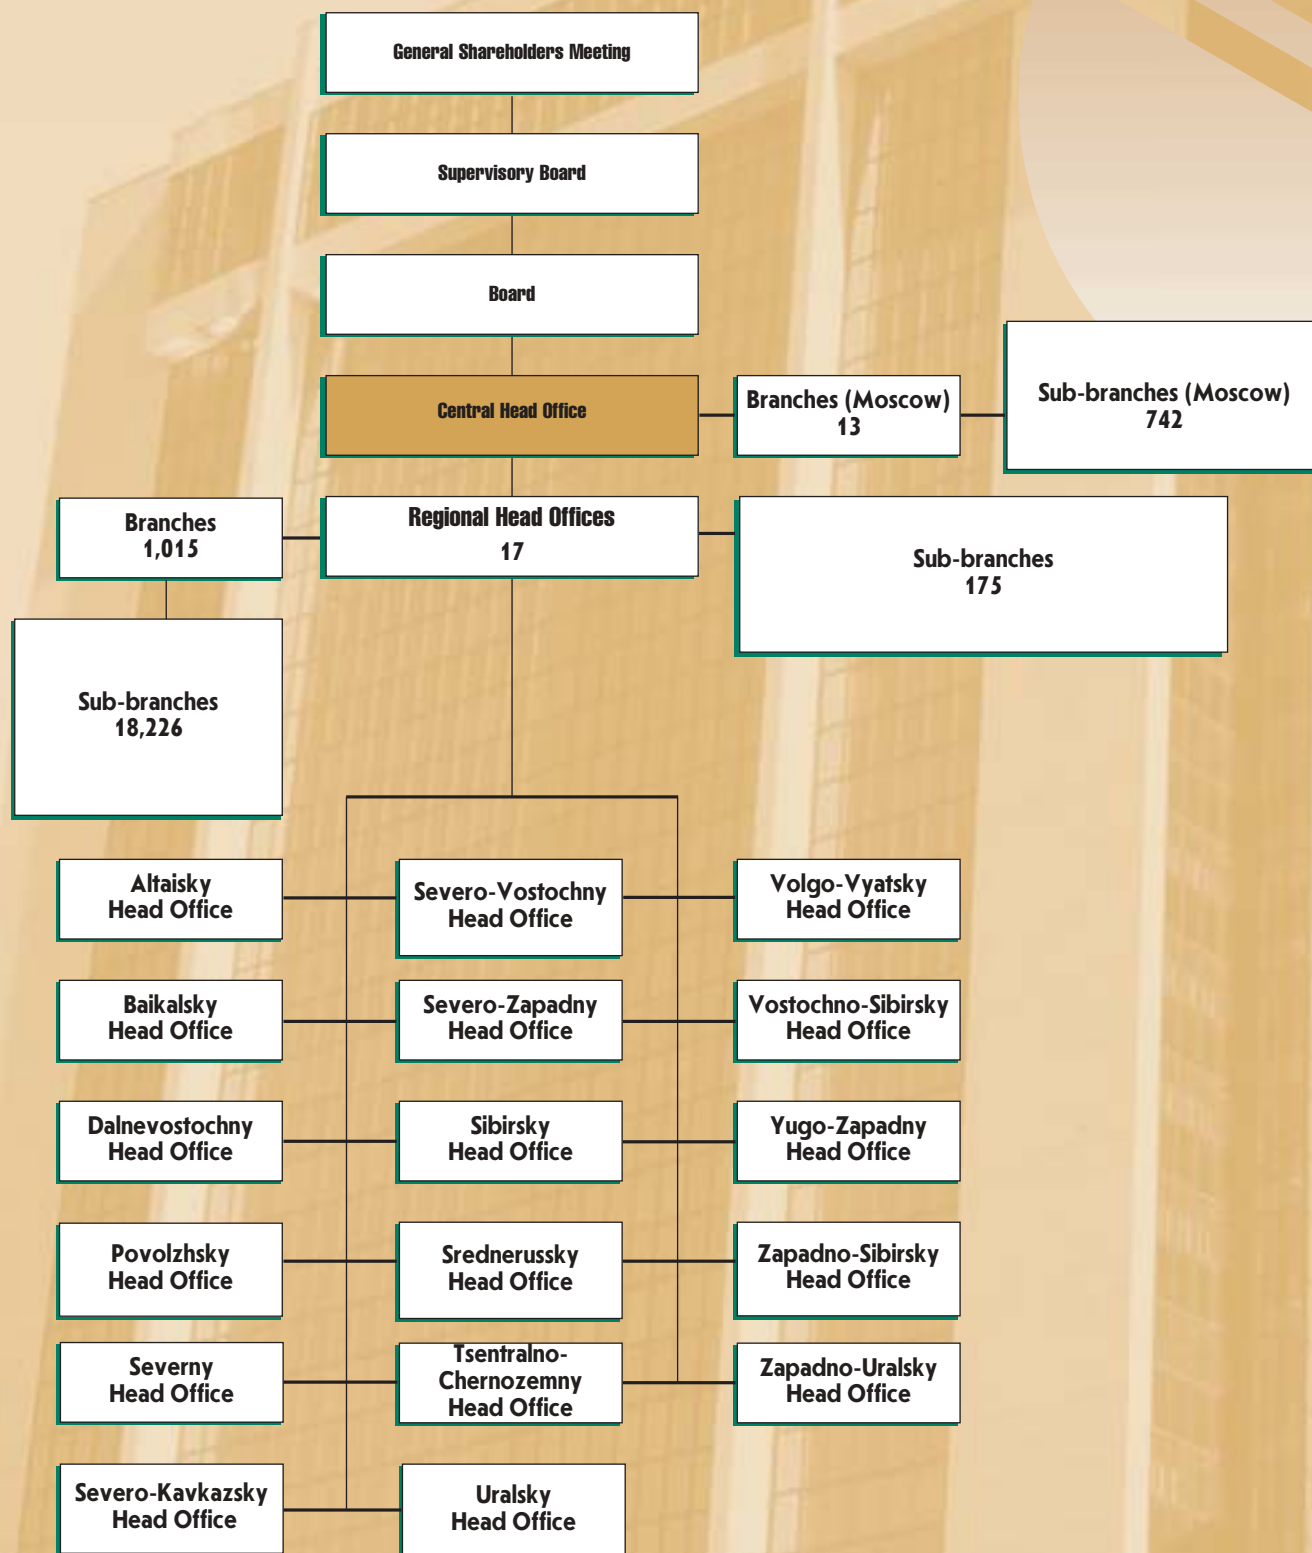 General Shareholders Meeting
Supervisory Board
Board
Central Head Office
Branches (Moscow)
13
Sub-branches (Moscow)
742
Branches
1,015
Regional Head Offices
17
Sub-branches
175
Sub-branches
18,226
Altaisky
Head Office
Severo-Vostochny
Head Office
Volgo-Vyatsky
Head Office
Baikalsky
Head Office
Severo-Zapadny
Head Office
Vostochno-Sibirsky
Head Office
Dalnevostochny
Head Office
Sibirsky
Head Office
Yugo-Zapadny
Head Office
Povolzhsky
Head Office
Srednerussky
Head Office
Zapadno-Sibirsky
Head Office
Severny
Head Office
Tsentralno-
Chernozemny
Head Office
Zapadno-Uralsky
Head Office
Severo-Kavkazsky
Head Office
Uralsky
Head Office